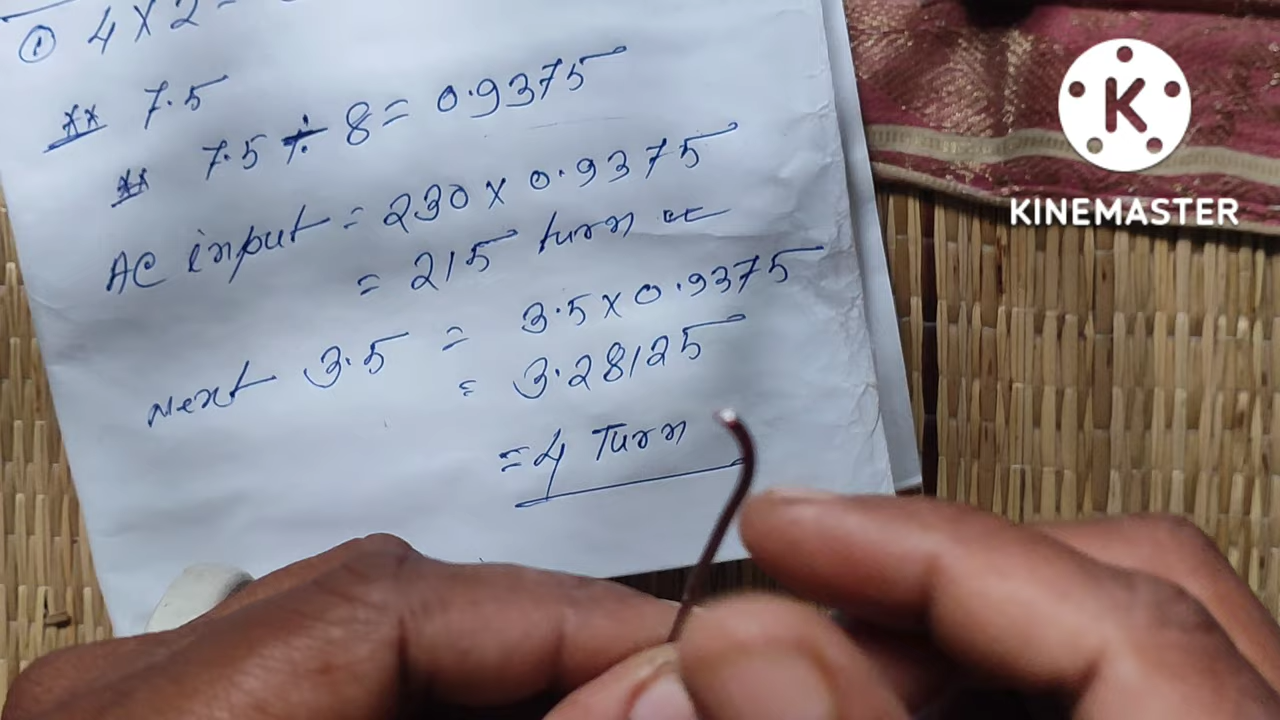 ① 4 × 2 =
** 7.5
** 7.5 ÷ 8 = 0.9375
AC input = 230 × 0.9375
= 215 turn
Next 3.5 = 3.5 × 0.9375
= 3.28125
= 4 Turn
K
KINEMASTER